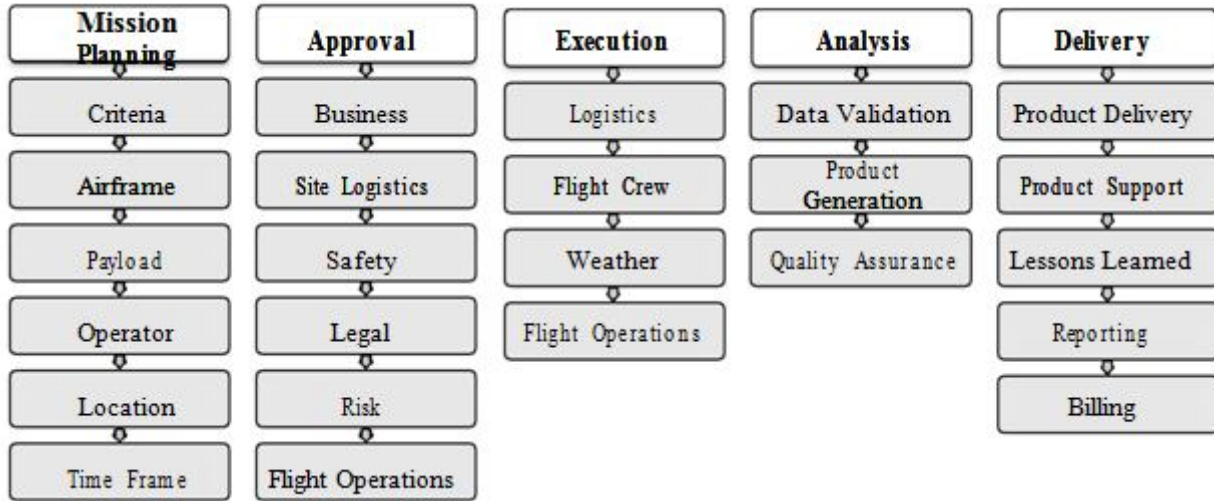 Mission
Planning
Criteria
Airframe
Payload
Operator
Location
Time Frame
Approval
Business
Site Logistics
Safety
Legal
Risk
Flight Operations
Execution
Logistics
Flight Crew
Weather
Flight Operations
Analysis
Data Validation
Product
Generation
Quality Assurance
Delivery
Product Delivery
Product Support
Lessons Learned
Reporting
Billing